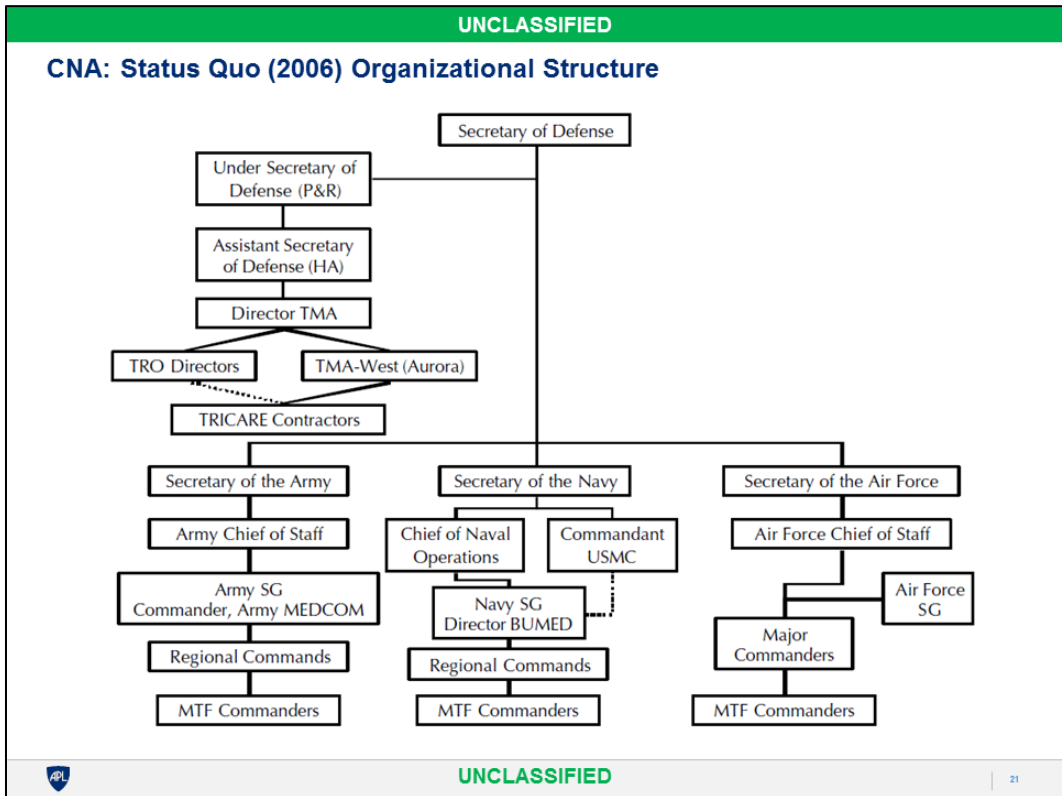 UNCLASSIFIED
CNA: Status Quo (2006) Organizational Structure
Secretary of Defense
Under Secretary of
Defense (P&R)
Assistant Secretary
of Defense (HA)
Director TMA
TRO Directors
TMA-West (Aurora)
TRICARE Contractors
Secretary of the Army
Secretary of the Navy
Secretary of the Air Force
Army Chief of Staff
Chief of Naval
Operations
Commandant
USMC
Air Force Chief of Staff
Army SG
Commander, Army MEDCOM
Navy SG
Director BUMED
Air Force
SG
Major
Commanders
Regional Commands
Regional Commands
MTF Commanders
MTF Commanders
MTF Commanders
APL
UNCLASSIFIED
21